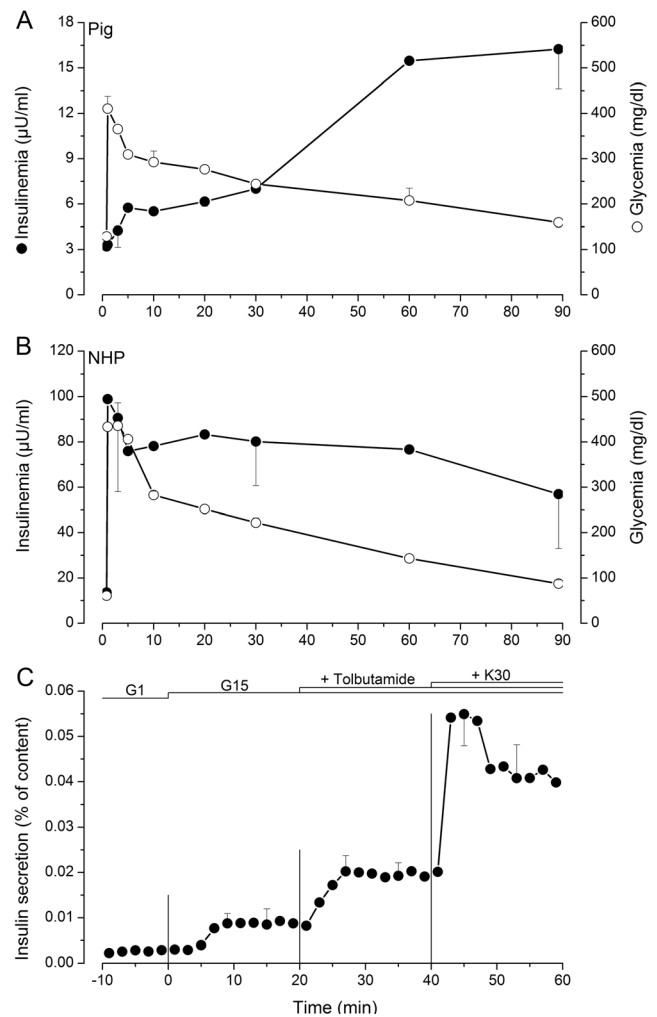 A
Pig
18
15
12
9
6
3
0
600
500
400
300
200
100
0
● Insulinemia (µU/ml)
○ Glycemia (mg/dl)
0 10 20 30 40 50 60 70 80 90
B
NHP
120
100
80
60
40
20
0
600
500
400
300
200
100
0
Insulinemia (µU/ml)
Glycemia (mg/dl)
0 10 20 30 40 50 60 70 80 90
C
G1
G15
+ Tolbutamide
+ K30
0.06
0.05
0.04
0.03
0.02
0.01
0.00
Insulin secretion (% of content)
-10 0 10 20 30 40 50 60
Time (min)